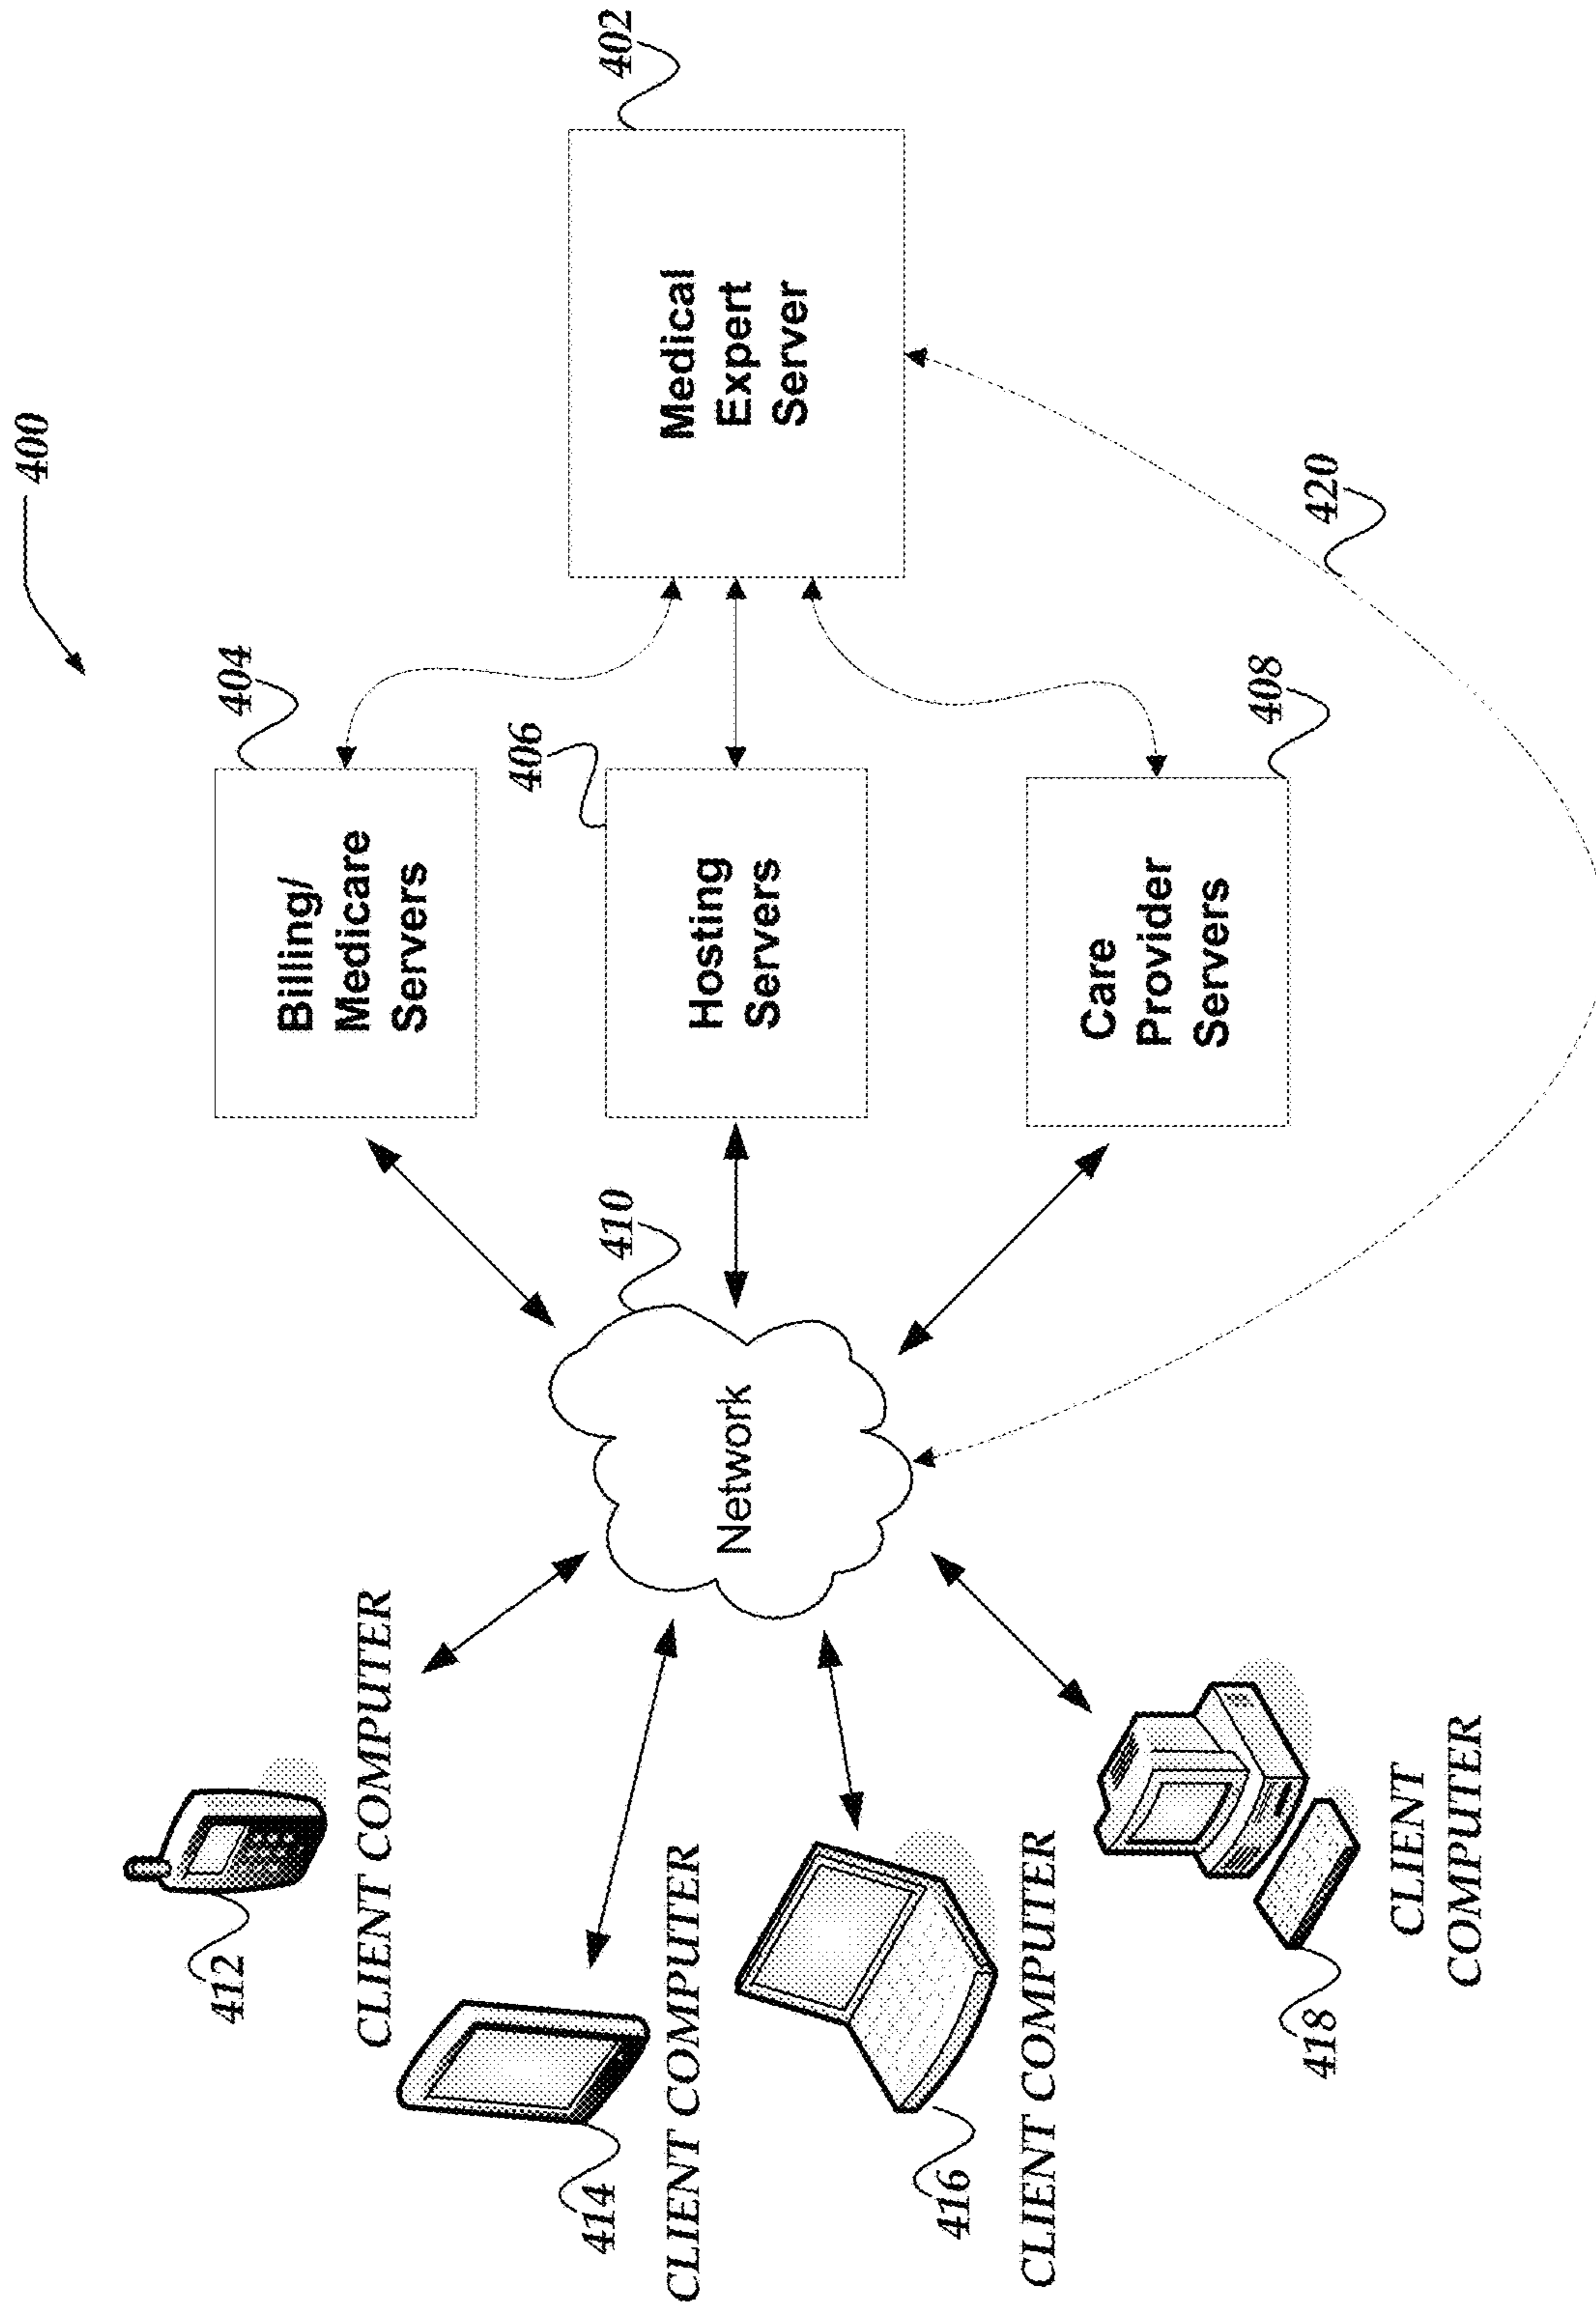 400
412
CLIENT COMPUTER
414
CLIENT COMPUTER
416
CLIENT COMPUTER
418
CLIENT
COMPUTER
410
Network
404
Billing/
Medicare
Servers
406
Hosting
Servers
408
Care
Provider
Servers
402
Medical
Expert
Server
420